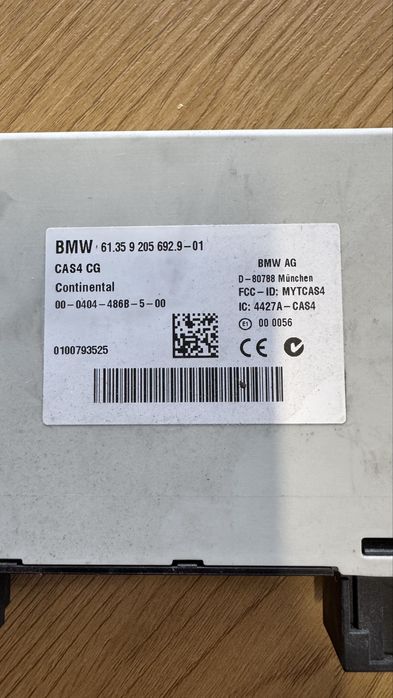 BMW 61.35 9 205 692.9-01
CAS4 CG
Continental
00-0404-486B-5-00
0100793525
BMW AG
D-80788 München
FCC-ID: MYTCAS4
IC: 4427A-CAS4
E1 00 0056
CE